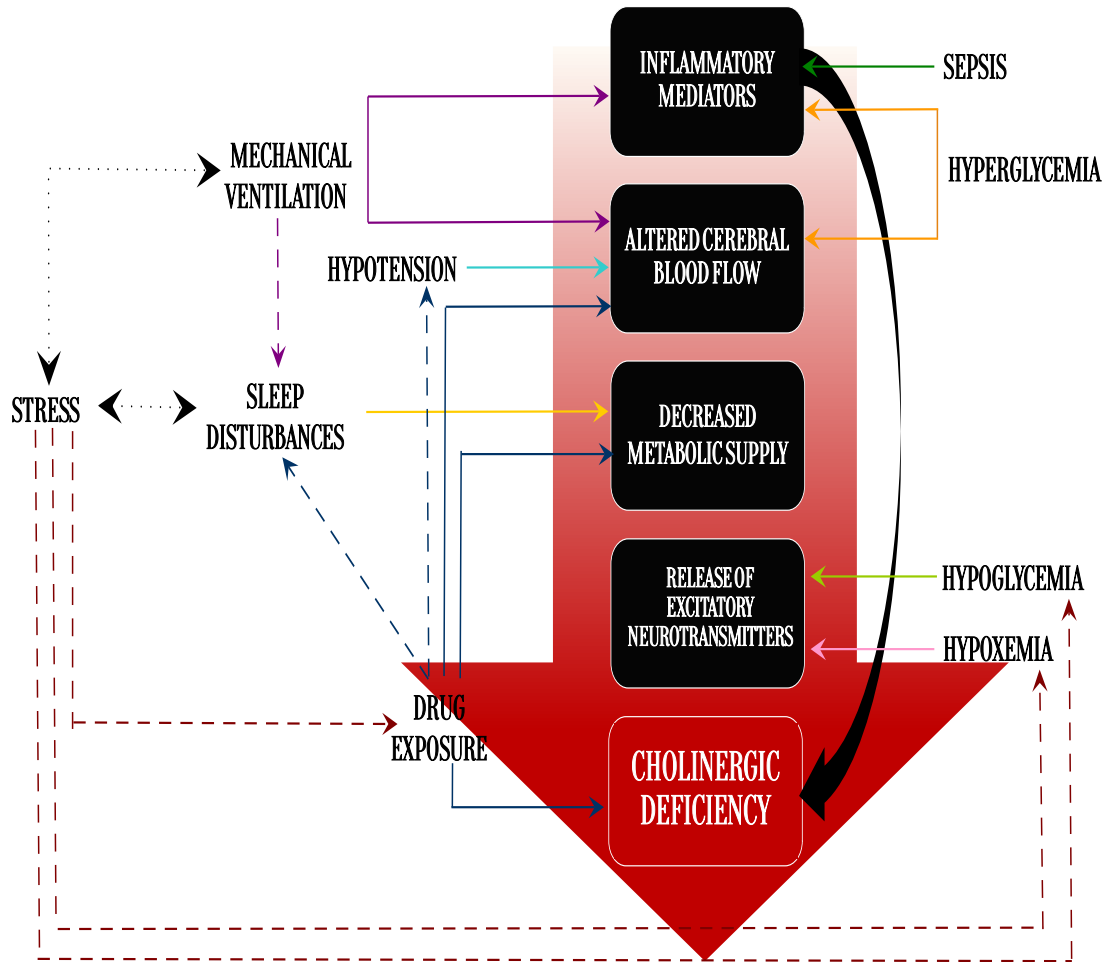 INFLAMMATORY
MEDIATORS
SEPSIS
MECHANICAL
VENTILATION
HYPERGLYCEMIA
ALTERED CEREBRAL
BLOOD FLOW
HYPOTENSION
STRESS
SLEEP
DISTURBANCES
DECREASED
METABOLIC SUPPLY
RELEASE OF
EXCITATORY
NEUROTRANSMITTERS
HYPOGLYCEMIA
HYPOXEMIA
DRUG
EXPOSURE
CHOLINERGIC
DEFICIENCY